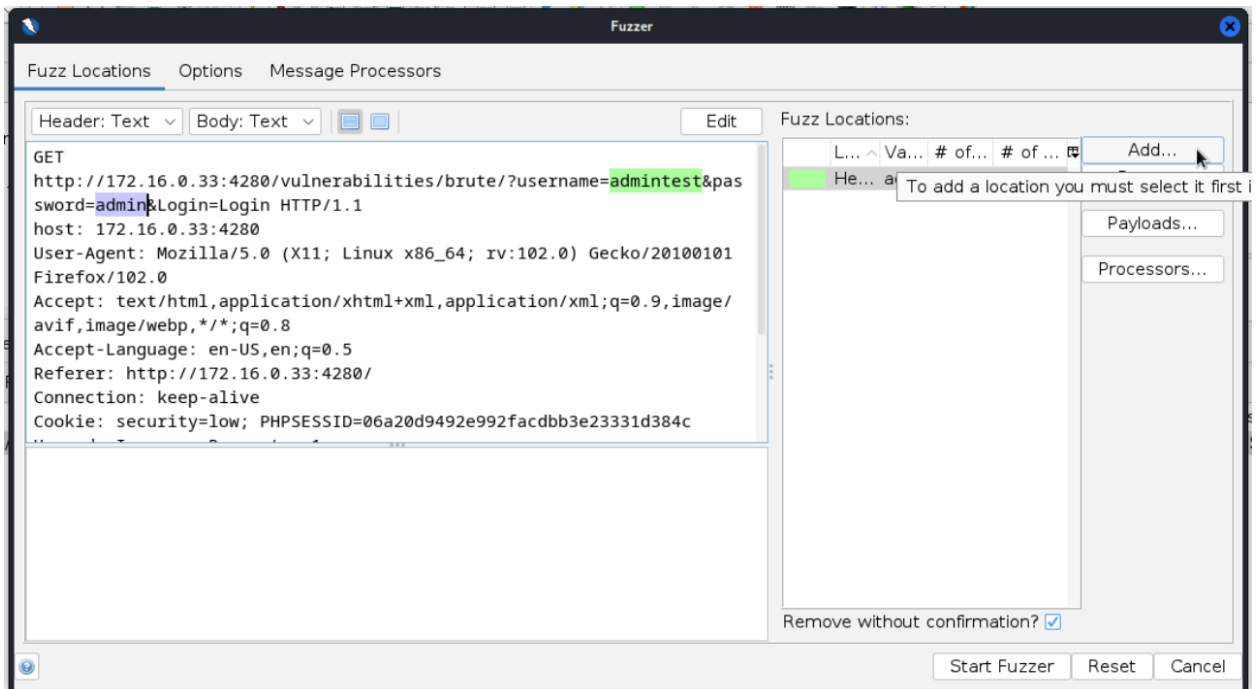 Fuzzer
Fuzz Locations Options Message Processors
Header: Text Body: Text Edit
GET
http://172.16.0.33:4280/vulnerabilities/brute/?username=admintest&pas
sword=admin&Login=Login HTTP/1.1
host: 172.16.0.33:4280
User-Agent: Mozilla/5.0 (X11; Linux x86_64; rv:102.0) Gecko/20100101
Firefox/102.0
Accept: text/html,application/xhtml+xml,application/xml;q=0.9,image/
avif,image/webp,*/*;q=0.8
Accept-Language: en-US,en;q=0.5
Referer: http://172.16.0.33:4280/
Connection: keep-alive
Cookie: security=low; PHPSESSID=06a20d9492e992facdbb3e23331d384c
Fuzz Locations:
L... Va... # of... # of ...
He...
Add...
To add a location you must select it first i
Payloads...
Processors...
Remove without confirmation?
Start Fuzzer Reset Cancel